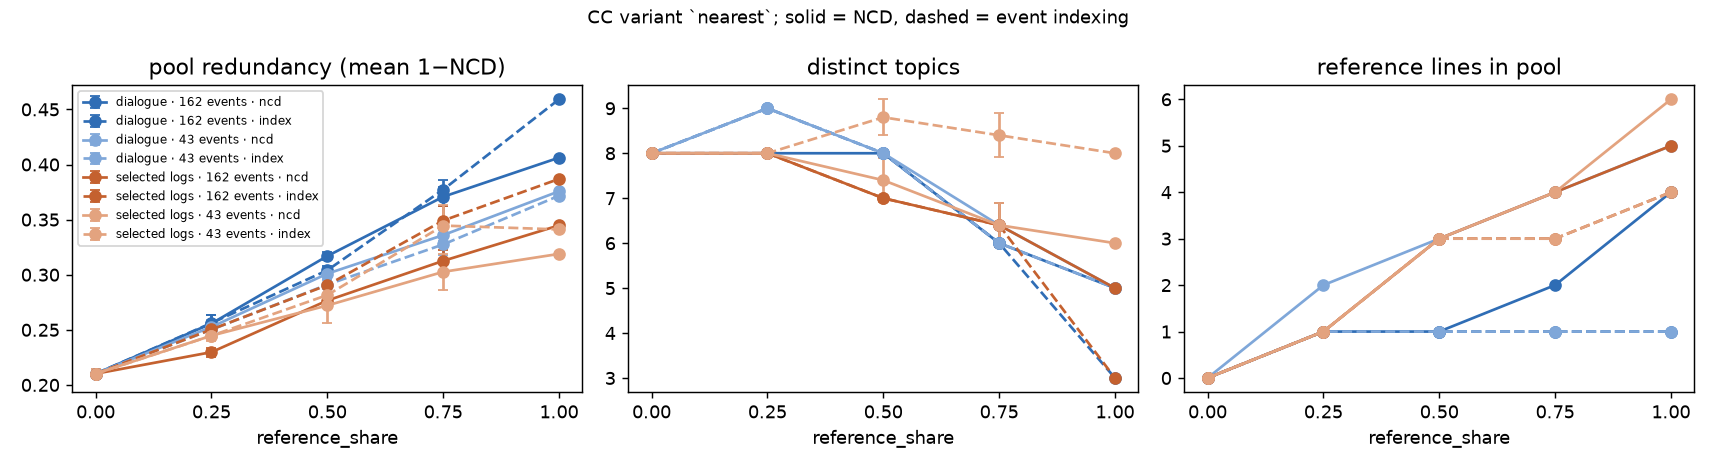 CC variant `nearest`; solid = NCD, dashed = event indexing
pool redundancy (mean 1−NCD)
0.45
0.40
0.35
0.30
0.25
0.20
dialogue · 162 events · ncd
dialogue · 162 events · index
dialogue · 43 events · ncd
dialogue · 43 events · index
selected logs · 162 events · ncd
selected logs · 162 events · index
selected logs · 43 events · ncd
selected logs · 43 events · index
0.00 0.25 0.50 0.75 1.00
reference_share
distinct topics
9
8
7
6
5
4
3
0.00 0.25 0.50 0.75 1.00
reference_share
reference lines in pool
6
5
4
3
2
1
0
0.00 0.25 0.50 0.75 1.00
reference_share